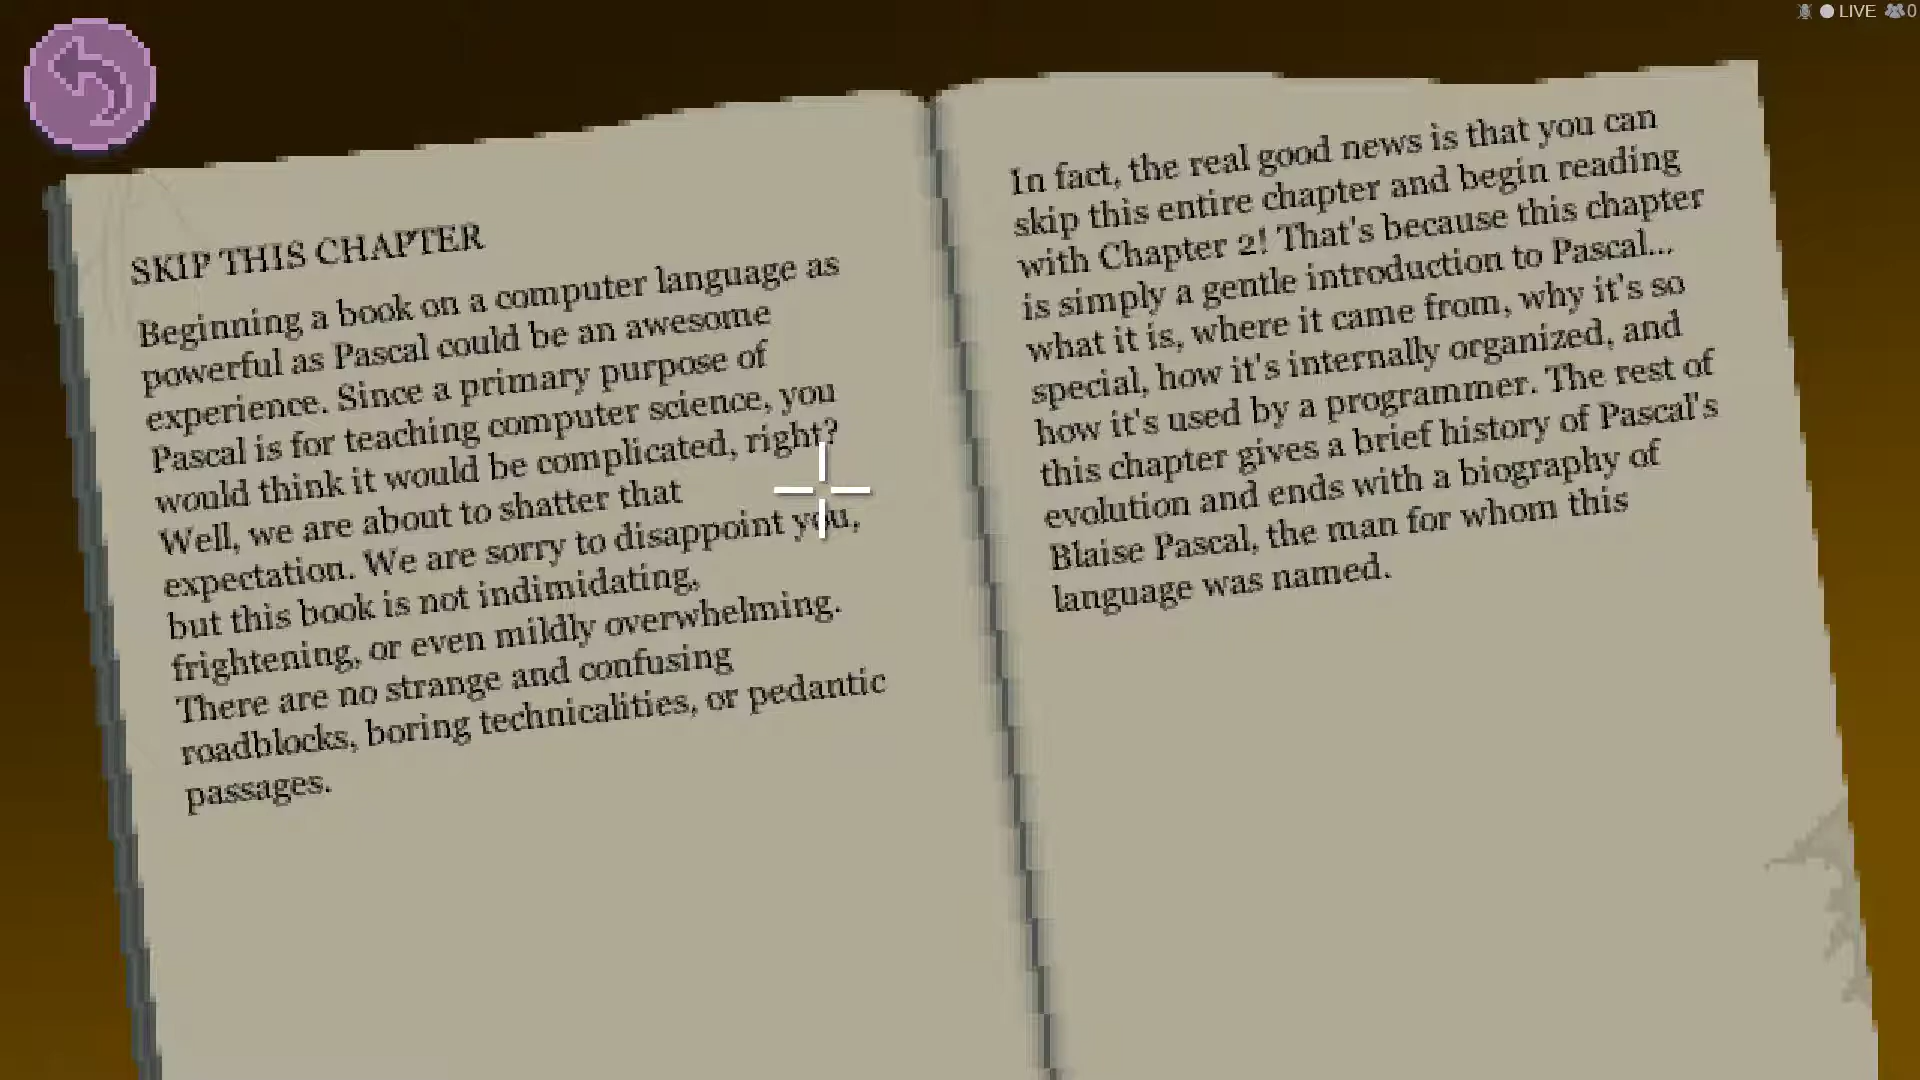 LIVE 0
SKIP THIS CHAPTER
Beginning a book on a computer language as
powerful as Pascal could be an awesome
experience. Since a primary purpose of
Pascal is for teaching computer science, you
would think it would be complicated, right?
Well, we are about to shatter that
expectation. We are sorry to disappoint you,
but this book is not indimidating,
frightening, or even mildly overwhelming.
There are no strange and confusing
roadblocks, boring technicalities, or pedantic
passages.
In fact, the real good news is that you can
skip this entire chapter and begin reading
with Chapter 2! That's because this chapter
is simply a gentle introduction to Pascal...
what it is, where it came from, why it's so
special, how it's internally organized, and
how it's used by a programmer. The rest of
this chapter gives a brief history of Pascal's
evolution and ends with a biography of
Blaise Pascal, the man for whom this
language was named.